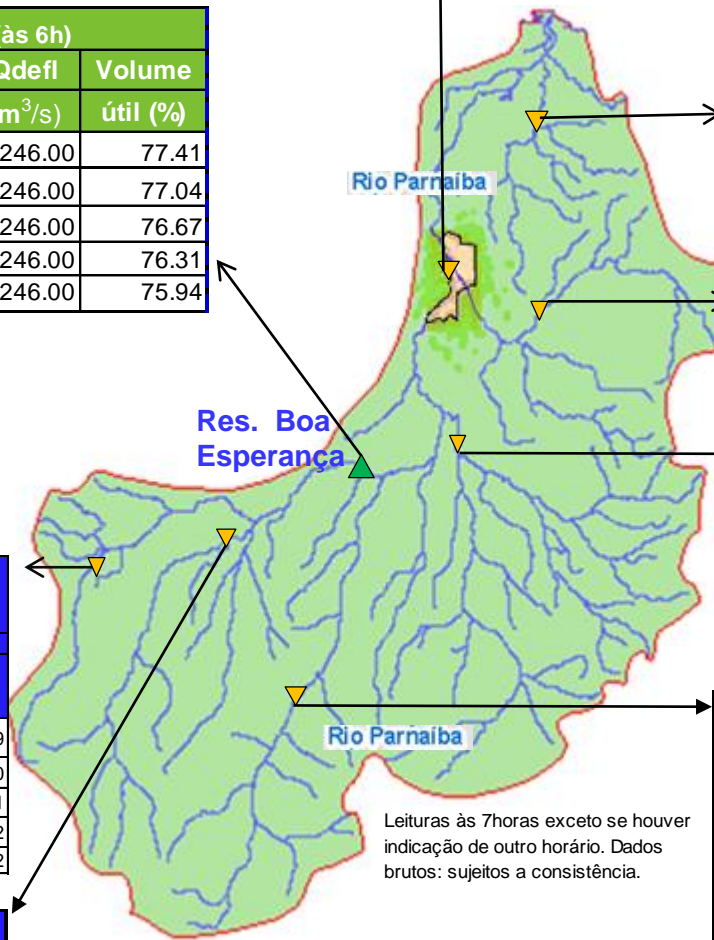 (às 6h)
Qdefl Volume
m³/s) útil (%)
246.00 77.41
246.00 77.04
246.00 76.67
246.00 76.31
246.00 75.94
Rio Parnaíba
Res. Boa
Esperança
Rio Parnaíba
Leituras às 7horas exceto se houver
indicação de outro horário. Dados
brutos: sujeitos a consistência.